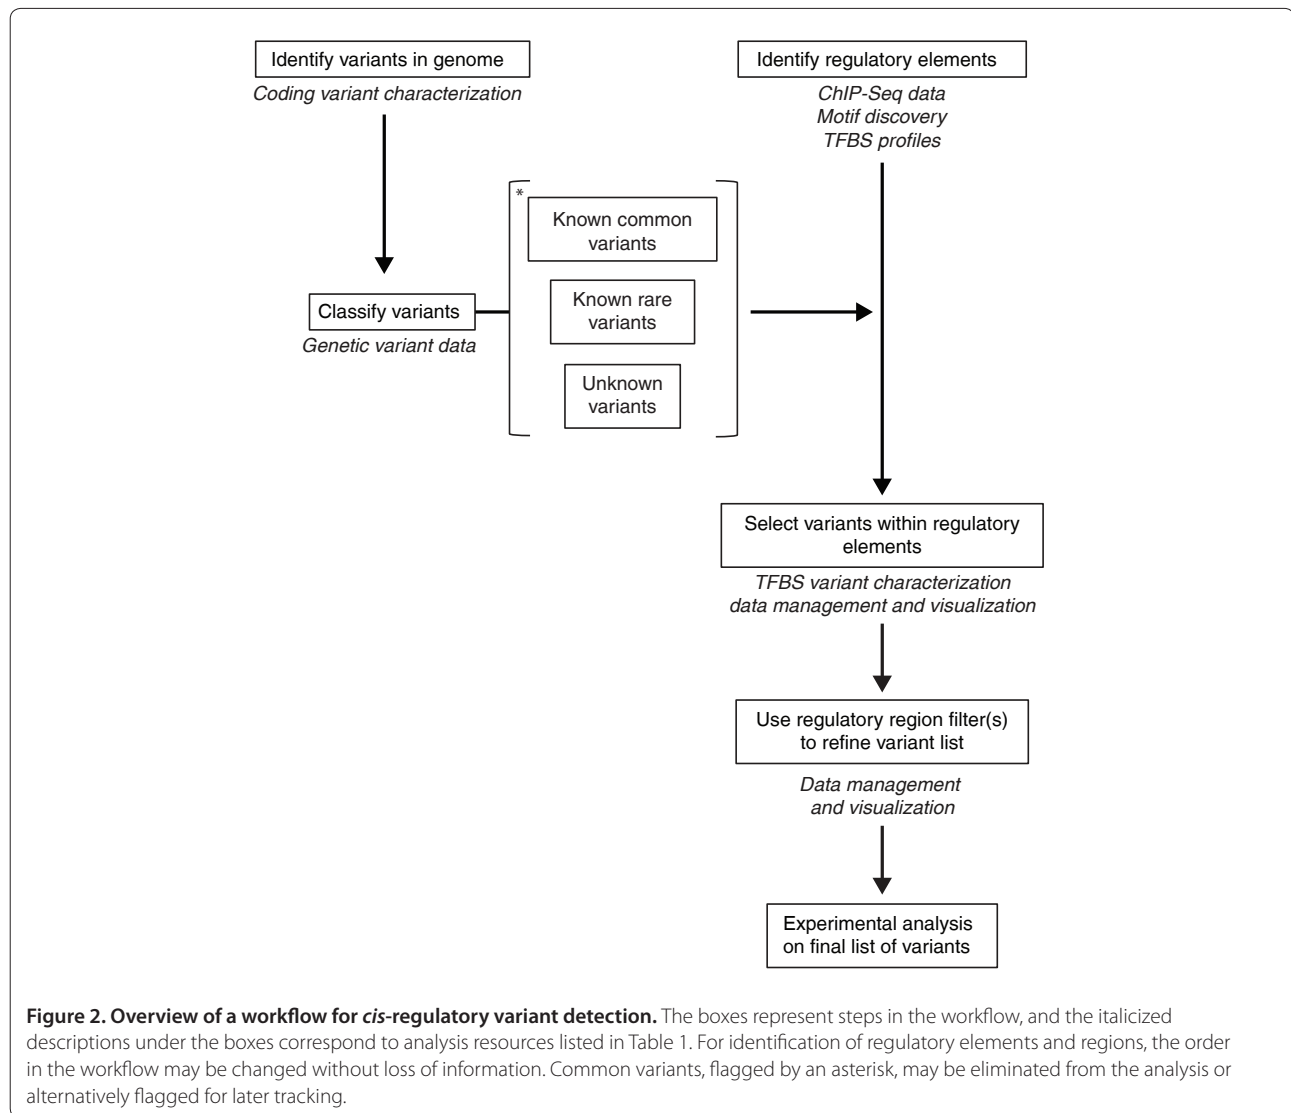 Identify variants in genome
Coding variant characterization
Identify regulatory elements
ChIP-Seq data
Motif discovery
TFBS profiles
*
Known common
variants
Classify variants
Genetic variant data
Known rare
variants
Unknown
variants
Select variants within regulatory
elements
TFBS variant characterization
data management and visualization
Use regulatory region filter(s)
to refine variant list
Data management
and visualization
Experimental analysis
on final list of variants
Figure 2. Overview of a workflow for cis-regulatory variant detection. The boxes represent steps in the workflow, and the italicized
descriptions under the boxes correspond to analysis resources listed in Table 1. For identification of regulatory elements and regions, the order
in the workflow may be changed without loss of information. Common variants, flagged by an asterisk, may be eliminated from the analysis or
alternatively flagged for later tracking.